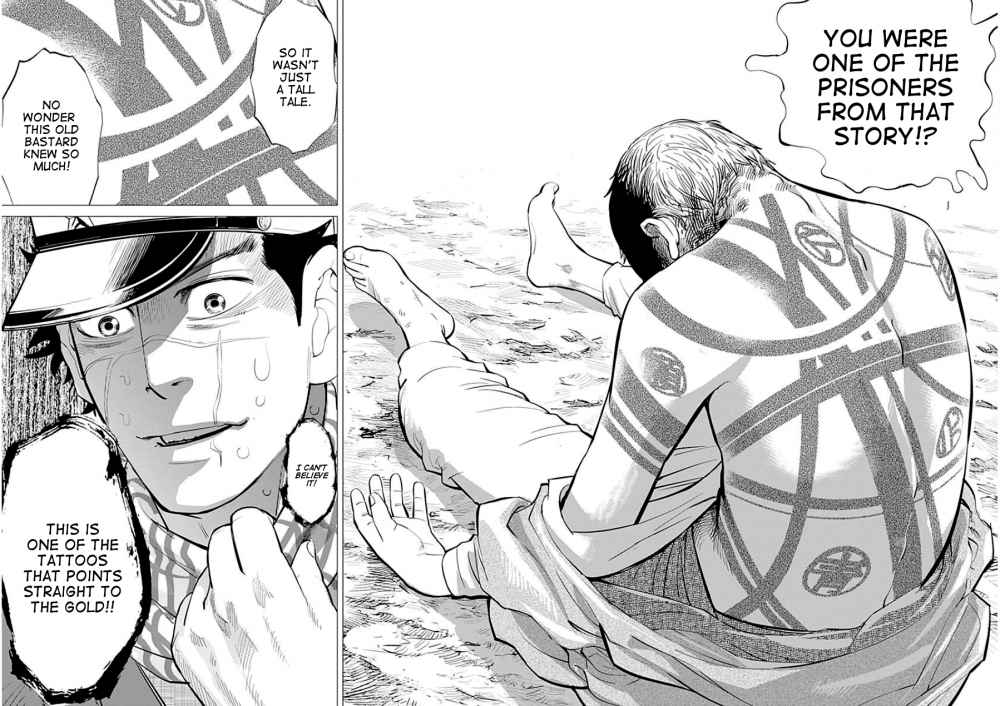 YOU WERE
ONE OF THE
PRISONERS
FROM THAT
STORY!?
SO IT
WASN'T
JUST
A TALL
TALE.
NO
WONDER
THIS OLD
BASTARD
KNEW SO
MUCH!
I CAN'T
BELIEVE
IT!
THIS IS
ONE OF THE
TATTOOS
THAT POINTS
STRAIGHT TO
THE GOLD!!